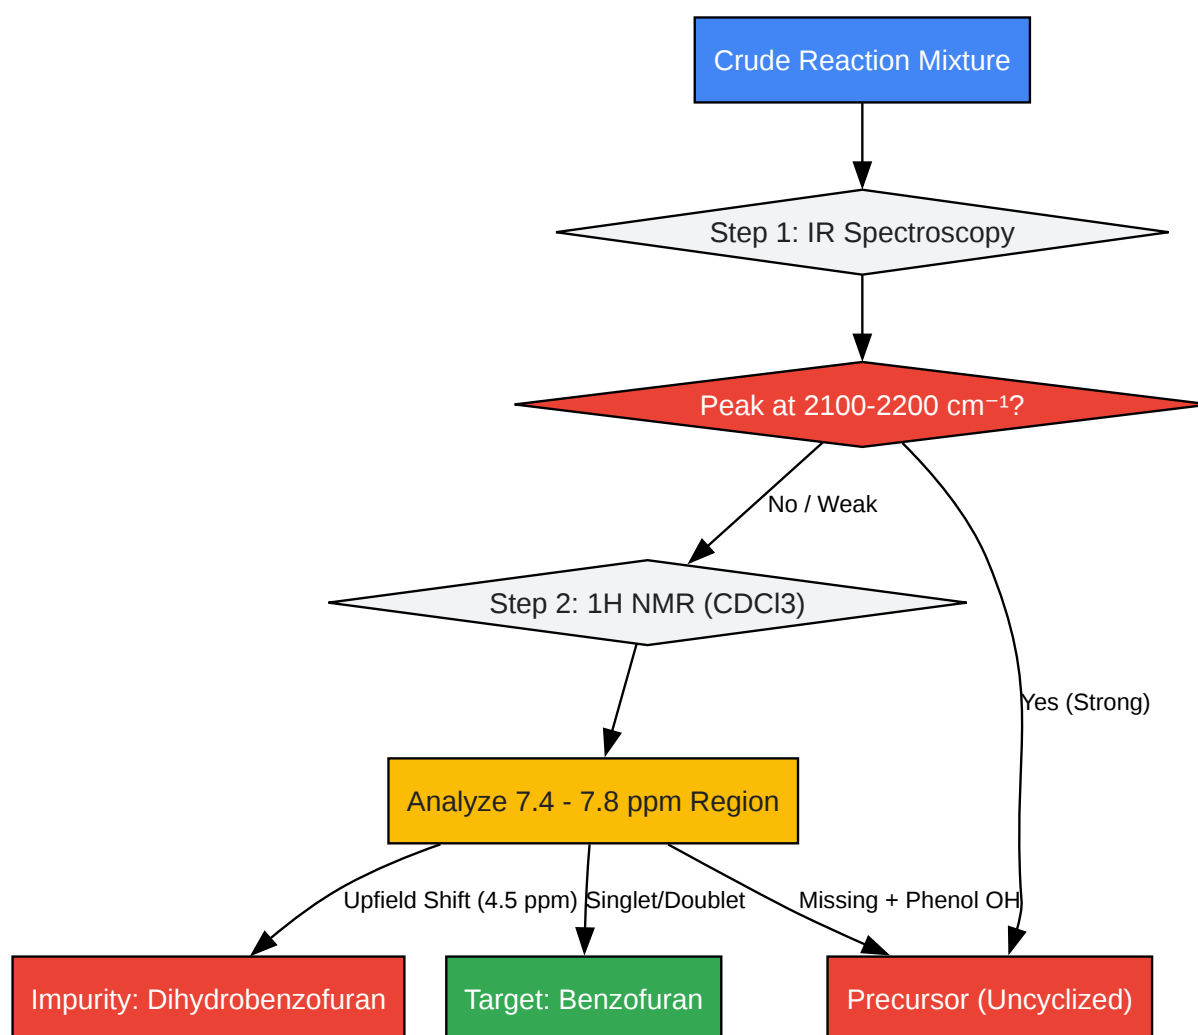 Crude Reaction Mixture
Step 1: IR Spectroscopy
Peak at 2100-2200 cm⁻¹?
No / Weak
Step 2: 1H NMR (CDCl3)
Yes (Strong)
Analyze 7.4 - 7.8 ppm Region
Upfield Shift (4.5 ppm)
Singlet/Doublet
Missing + Phenol OH
Impurity: Dihydrobenzofuran
Target: Benzofuran
Precursor (Uncyclized)